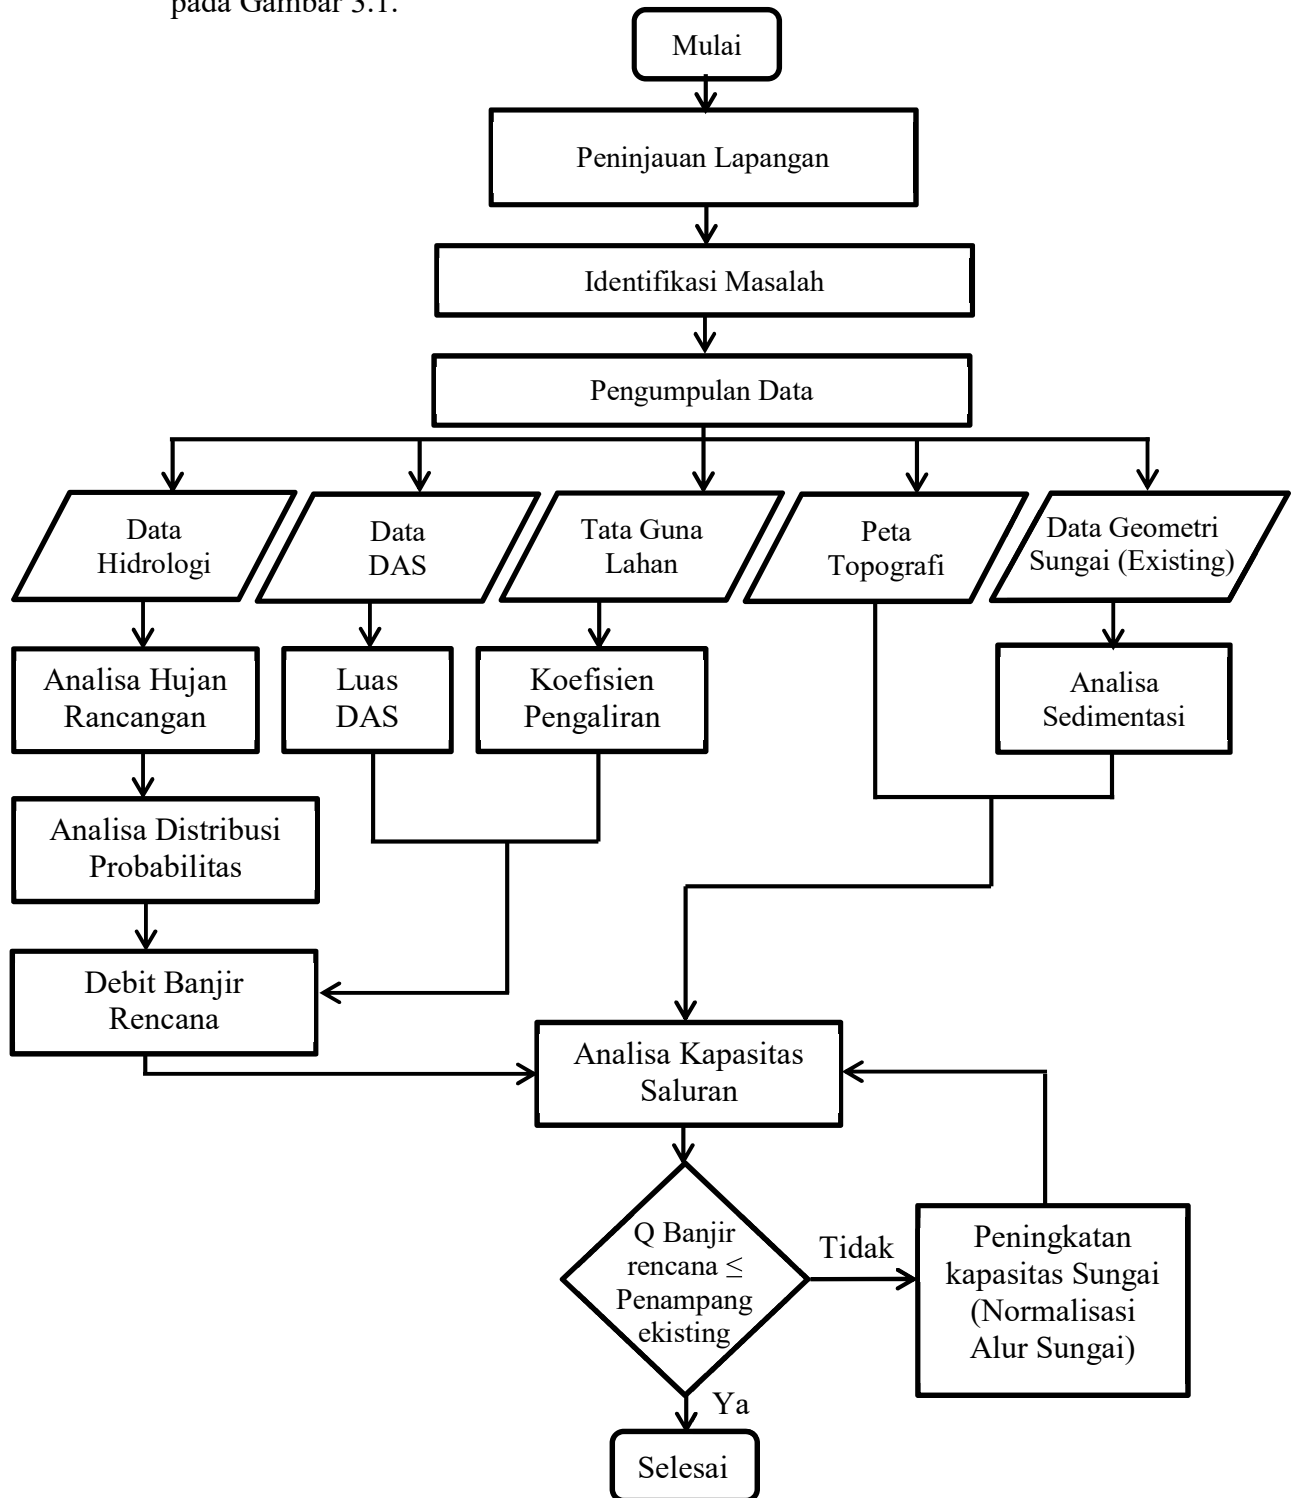 pada Gambar 3.1.
Mulai
Peninjauan Lapangan
Identifikasi Masalah
Pengumpulan Data
Data
Hidrologi
Data
DAS
Tata Guna
Lahan
Peta
Topografi
Data Geometri
Sungai (Existing)
Analisa Hujan
Rancangan
Luas
DAS
Koefisien
Pengaliran
Analisa
Sedimentasi
Analisa Distribusi
Probabilitas
Debit Banjir
Rencana
Analisa Kapasitas
Saluran
Q Banjir
rencana ≤
Penampang
ekisting
Tidak
Peningkatan
kapasitas Sungai
(Normalisasi
Alur Sungai)
Ya
Selesai